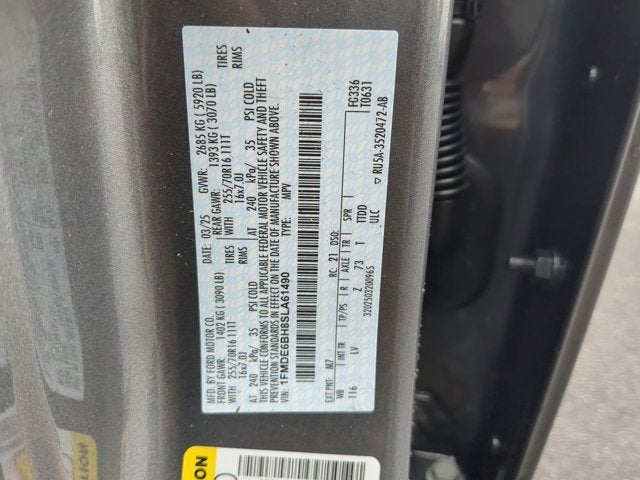 MFD BY FORD MOTOR CO.
DATE: 03/25 GVWR: 2685 KG ( 5920 LB)
FRONT GAWR: 1402 KG ( 3090 LB) REAR GAWR: 1393 KG ( 3070 LB)
WITH 255/70R16 111T TIRES WITH 255/70R16 111T TIRES
16x7.0J RIMS 16x7.0J RIMS
AT 240 kPa/ 35 PSI COLD AT 240 kPa/ 35 PSI COLD
THIS VEHICLE CONFORMS TO ALL APPLICABLE FEDERAL MOTOR VEHICLE SAFETY AND THEFT
PREVENTION STANDARDS IN EFFECT ON THE DATE OF MANUFACTURE SHOWN ABOVE.
VIN: 1FMDE6BH8SLA61490
TYPE: MPV
FG336
T0631
EXT PNT: M7 RC: 21 DSO:
WB INT TR TP/PS R AXLE TR SPR
116 LV Z 73 T TIDD
ULC
3202503200965
RU5A-3520472-AB
ION